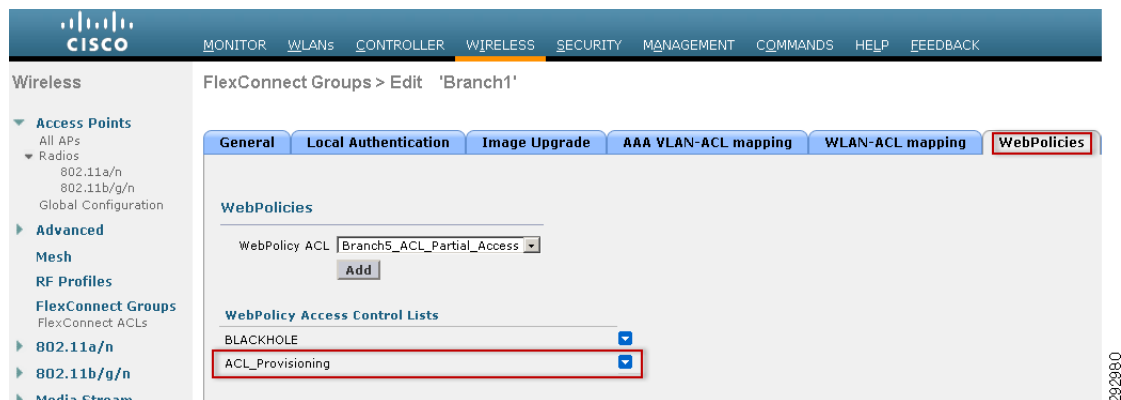 CISCO
MONITOR WLANs CONTROLLER WIRELESS SECURITY MANAGEMENT COMMANDS HELP FEEDBACK
Wireless
Access Points
All APs
Radios
802.11a/n
802.11b/g/n
Global Configuration
Advanced
Mesh
RF Profiles
FlexConnect Groups
FlexConnect ACLs
802.11a/n
802.11b/g/n
Media Stream
FlexConnect Groups > Edit 'Branch1'
General Local Authentication Image Upgrade AAA VLAN-ACL mapping WLAN-ACL mapping WebPolicies
WebPolicies
WebPolicy ACL Branch5_ACL_Partial_Access
Add
WebPolicy Access Control Lists
BLACKHOLE
ACL_Provisioning
292980